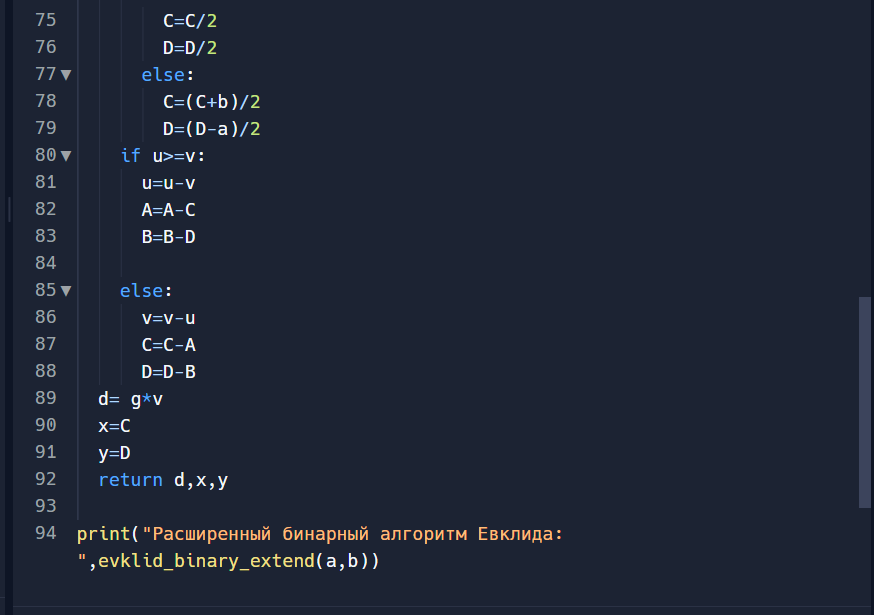 75 C=C/2
76 D=D/2
77 ▼ else:
78 C=(C+b)/2
79 D=(D-a)/2
80 ▼ if u>=v:
81 u=u-v
82 A=A-C
83 B=B-D
84
85 ▼ else:
86 v=v-u
87 C=C-A
88 D=D-B
89 d= g*v
90 x=C
91 y=D
92 return d,x,y
93
94 print("Расширенный бинарный алгоритм Евклида:
",evklid_binary_extend(a,b))